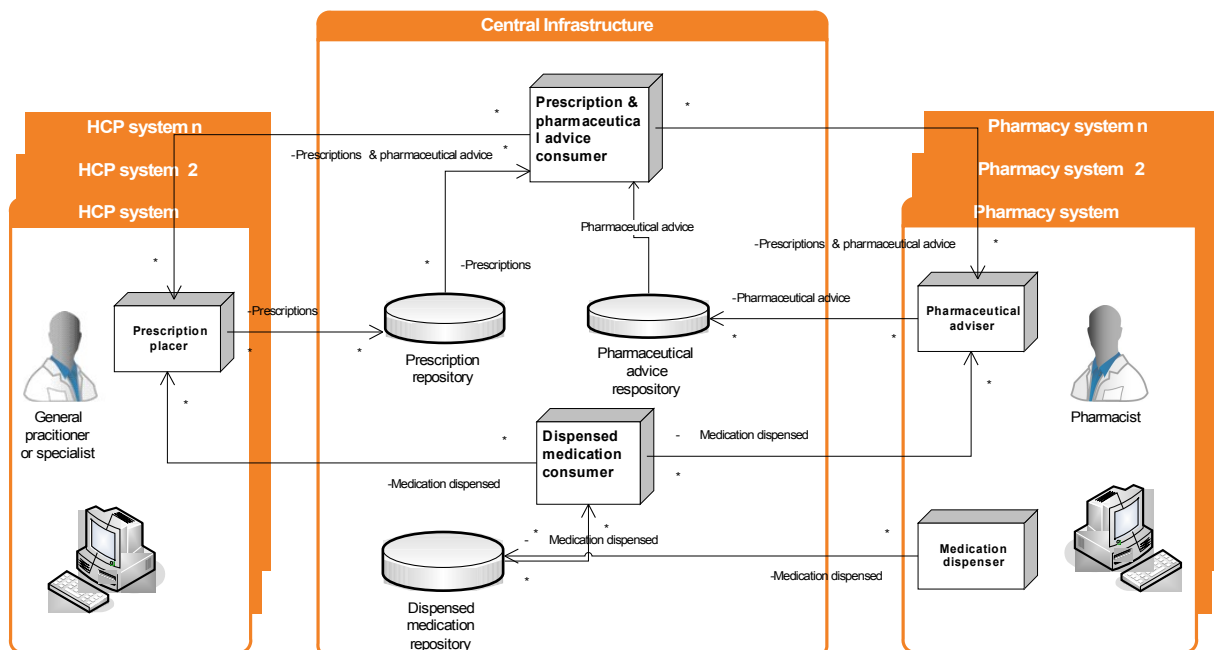 Central Infrastructure
HCP system n
HCP system 2
HCP system
Pharmacy system n
Pharmacy system 2
Pharmacy system
Prescription &
pharmaceutica
l advice
consumer
*
*
-Prescriptions & pharmaceutical advice
*
*
Pharmaceutical advice
-Prescriptions
*
-Prescriptions & pharmaceutical advice
*
Prescription
placer
-Prescriptions
*
*
Prescription
repository
-Pharmaceutical advice
*
*
Pharmaceutical
advice
respository
Pharmaceutical
adviser
General
pracitioner
or specialist
Pharmacist
*
*
Dispensed
medication
consumer
*
- Medication dispensed
*
-Medication dispensed
*
*
- Medication dispensed
*
*
-Medication dispensed
Medication
dispenser
Dispensed
medication
repository